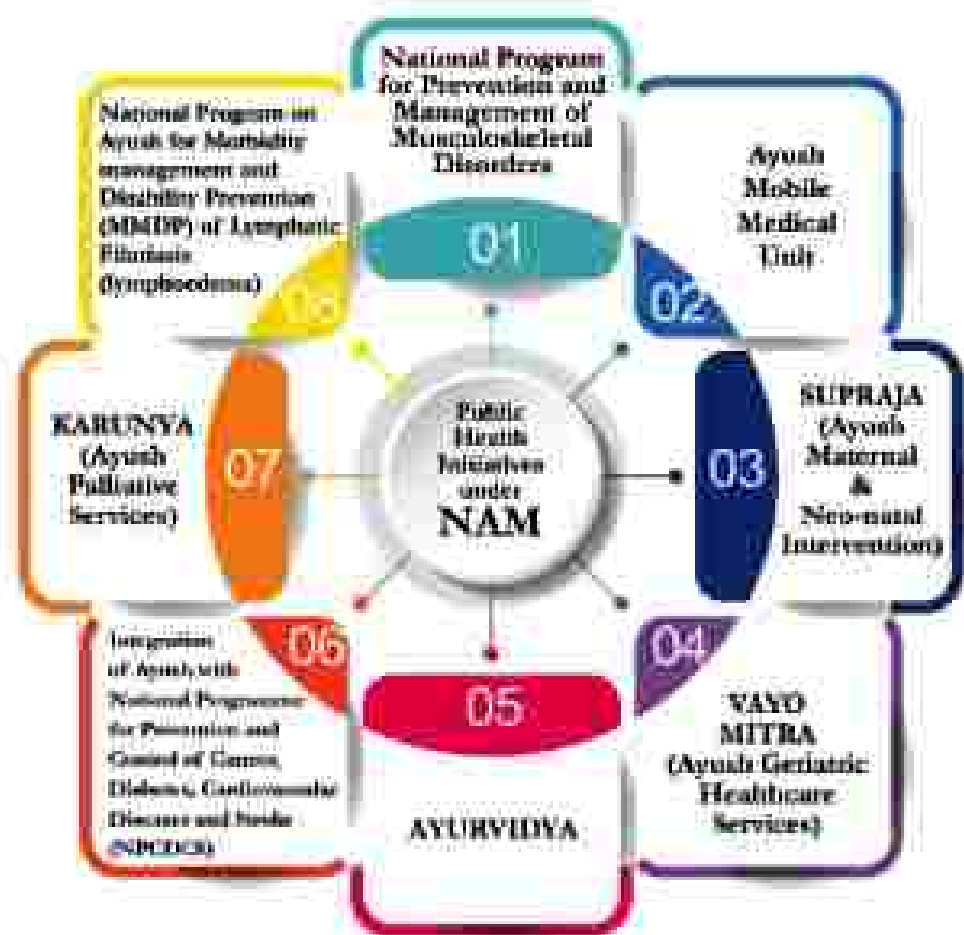 Public
Health
Initiatives
under
NAM
01
National Program
for Prevention and
Management of
Musculoskeletal
Disorders
02
Ayush
Mobile
Medical
Unit
03
SUPRAJA
(Ayush
Maternal
&
Neo-natal
Intervention)
04
VAYO
MITRA
(Ayush Geriatric
Healthcare
Services)
05
AYURVIDYA
06
Integration
of Ayush with
National Programme
for Prevention and
Control of Cancer,
Diabetes, Cardiovascular
Diseases and Stroke
(NPCDCS)
07
KARUNYA
(Ayush
Palliative
Services)
08
National Program on
Ayush for Morbidity
management and
Disability Prevention
(MMDP) of Lymphatic
Filariasis
(lymphoedema)